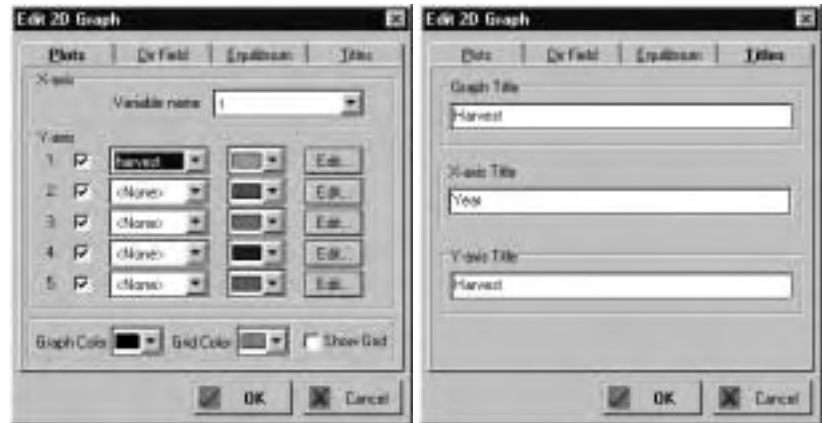 Edit 2D Graph
Plots Dir Field Equilibrium Titles
X-axis
Variable name t
Y-axis
1 harvest Edit...
2 <None> Edit...
3 <None> Edit...
4 <None> Edit...
5 <None> Edit...
Graph Color Grid Color Show Grid
OK Cancel
Edit 2D Graph
Plots Dir Field Equilibrium Titles
Graph Title
Harvest
X-axis Title
Year
Y-axis Title
Harvest
OK Cancel